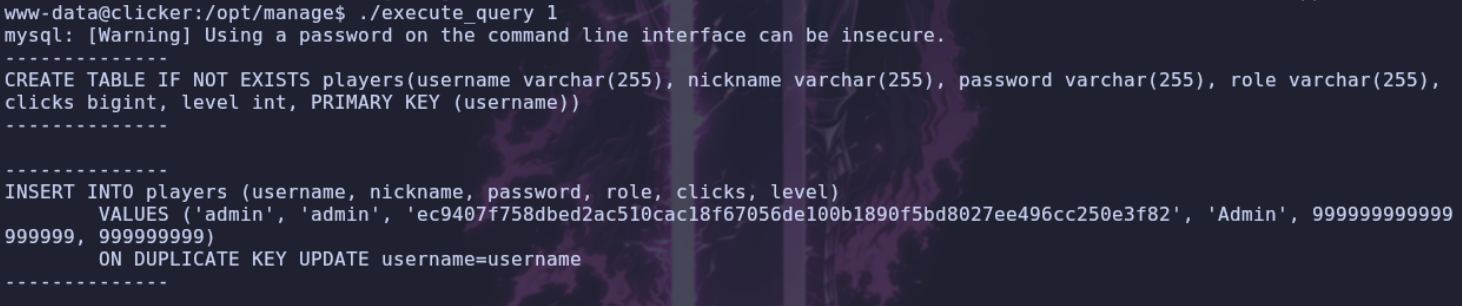 www-data@clicker:/opt/manage$ ./execute_query 1
mysql: [Warning] Using a password on the command line interface can be insecure.
--------------
CREATE TABLE IF NOT EXISTS players(username varchar(255), nickname varchar(255), password varchar(255), role varchar(255),
clicks bigint, level int, PRIMARY KEY (username))
--------------
--------------
INSERT INTO players (username, nickname, password, role, clicks, level)
        VALUES ('admin', 'admin', 'ec9407f758dbed2ac510cac18f67056de100b1890f5bd8027ee496cc250e3f82', 'Admin', 999999999999
999999, 999999999)
        ON DUPLICATE KEY UPDATE username=username
--------------